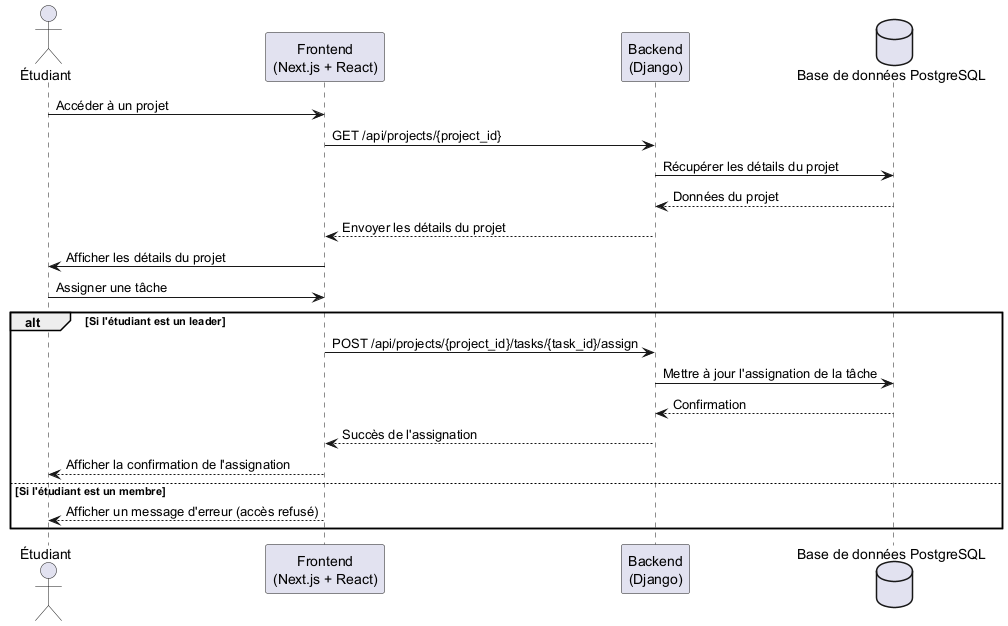 Étudiant
Frontend
(Next.js + React)
Backend
(Django)
Base de données PostgreSQL
Accéder à un projet
GET /api/projects/{project_id}
Récupérer les détails du projet
Données du projet
Envoyer les détails du projet
Afficher les détails du projet
Assigner une tâche
alt
[Si l'étudiant est un leader]
POST /api/projects/{project_id}/tasks/{task_id}/assign
Mettre à jour l'assignation de la tâche
Confirmation
Succès de l'assignation
Afficher la confirmation de l'assignation
[Si l'étudiant est un membre]
Afficher un message d'erreur (accès refusé)
Étudiant
Frontend
(Next.js + React)
Backend
(Django)
Base de données PostgreSQL